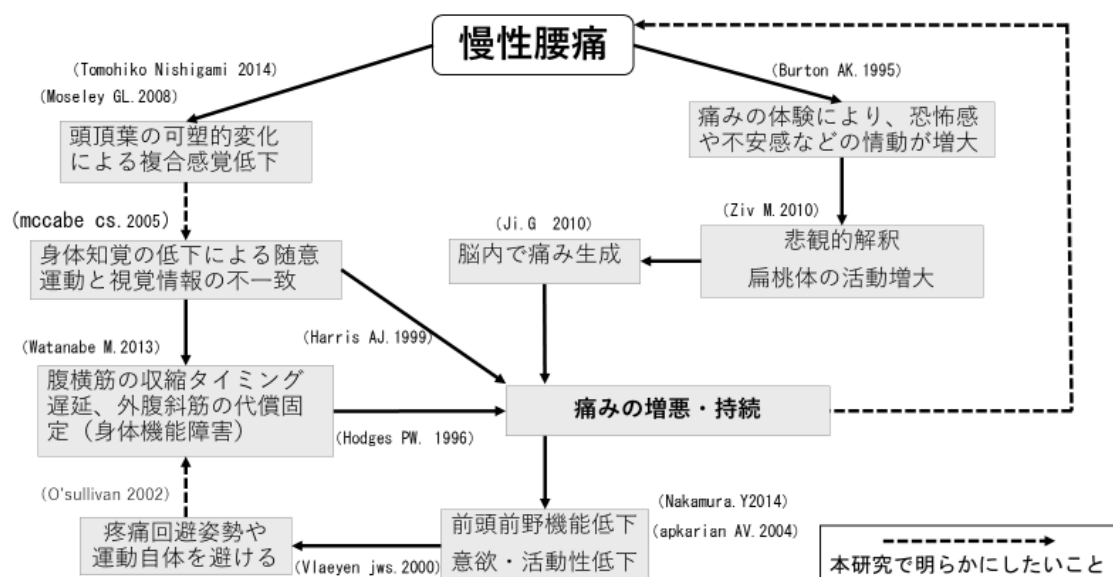 慢性腰痛
(Tomohiko Nishigami 2014)
(Moseley GL.2008)
(Burton AK.1995)
頭頂葉の可塑的変化
による複合感覚低下
痛みの体験により、恐怖感
や不安感などの情動が増大
(mccabe cs.2005)
(Ji.G 2010)
(Ziv M.2010)
身体知覚の低下による随意
運動と視覚情報の不一致
脳内で痛み生成
悲観的解釈
扁桃体の活動増大
(Watanabe M.2013)
(Harris AJ.1999)
腹横筋の収縮タイミング
遅延、外腹斜筋の代償固
定（身体機能障害）
痛みの増悪・持続
(Hodges PW. 1996)
(O'sullivan 2002)
(Nakamura.Y2014)
(apkarian AV.2004)
疼痛回避姿勢や
運動自体を避ける
(Vlaeyen jws.2000)
前頭前野機能低下
意欲・活動性低下
本研究で明らかにしたいこと